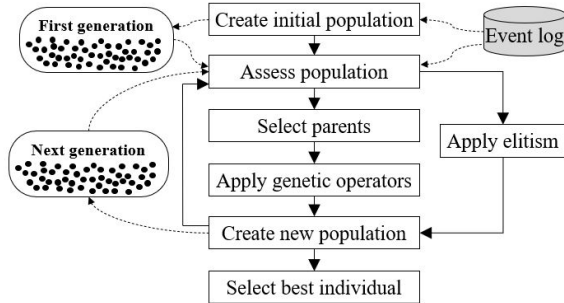 First generation
Create initial population
Event log
Assess population
Select parents
Apply elitism
Next generation
Apply genetic operators
Create new population
Select best individual